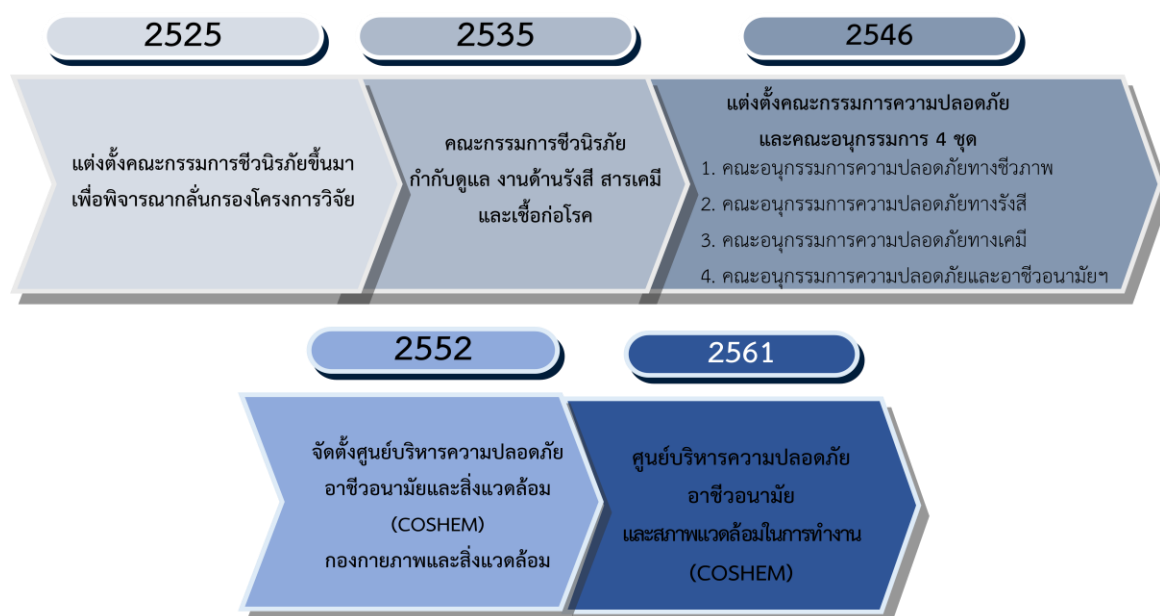 2525
แต่งตั้งคณะกรรมการชีวนิรภัยขึ้นมา
เพื่อพิจารณากลั่นกรองโครงการวิจัย
2535
คณะกรรมการชีวนิรภัย
กำกับดูแล งานด้านรังสี สารเคมี
และเชื้อก่อโรค
2546
แต่งตั้งคณะกรรมการความปลอดภัย
และคณะอนุกรรมการ 4 ชุด
1. คณะอนุกรรมการความปลอดภัยทางชีวภาพ
2. คณะอนุกรรมการความปลอดภัยทางรังสี
3. คณะอนุกรรมการความปลอดภัยทางเคมี
4. คณะอนุกรรมการความปลอดภัยและอาชีวอนามัยฯ
2552
จัดตั้งศูนย์บริหารความปลอดภัย
อาชีวอนามัยและสิ่งแวดล้อม
(COSHEM)
กองกายภาพและสิ่งแวดล้อม
2561
ศูนย์บริหารความปลอดภัย
อาชีวอนามัย
และสภาพแวดล้อมในการทำงาน
(COSHEM)